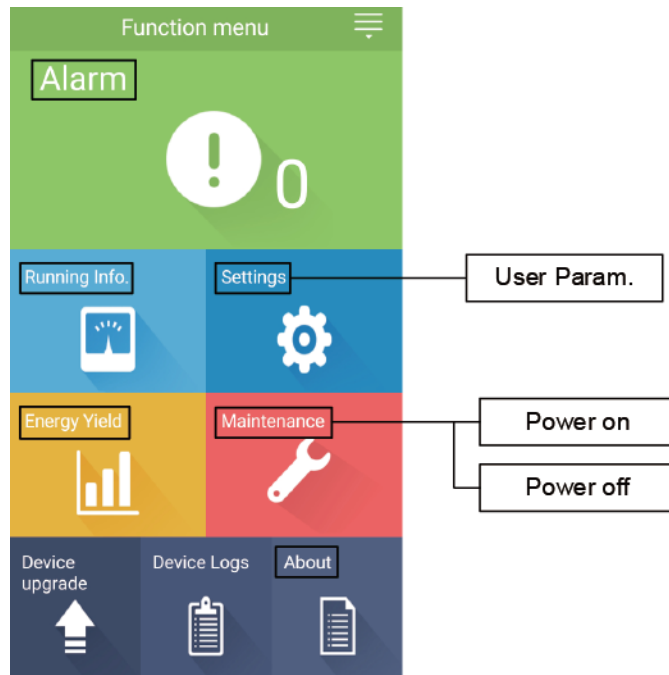 Function menu
Alarm
0
Running Info.
Settings
User Param.
Energy Yield
Maintenance
Power on
Power off
Device
upgrade
Device Logs
About